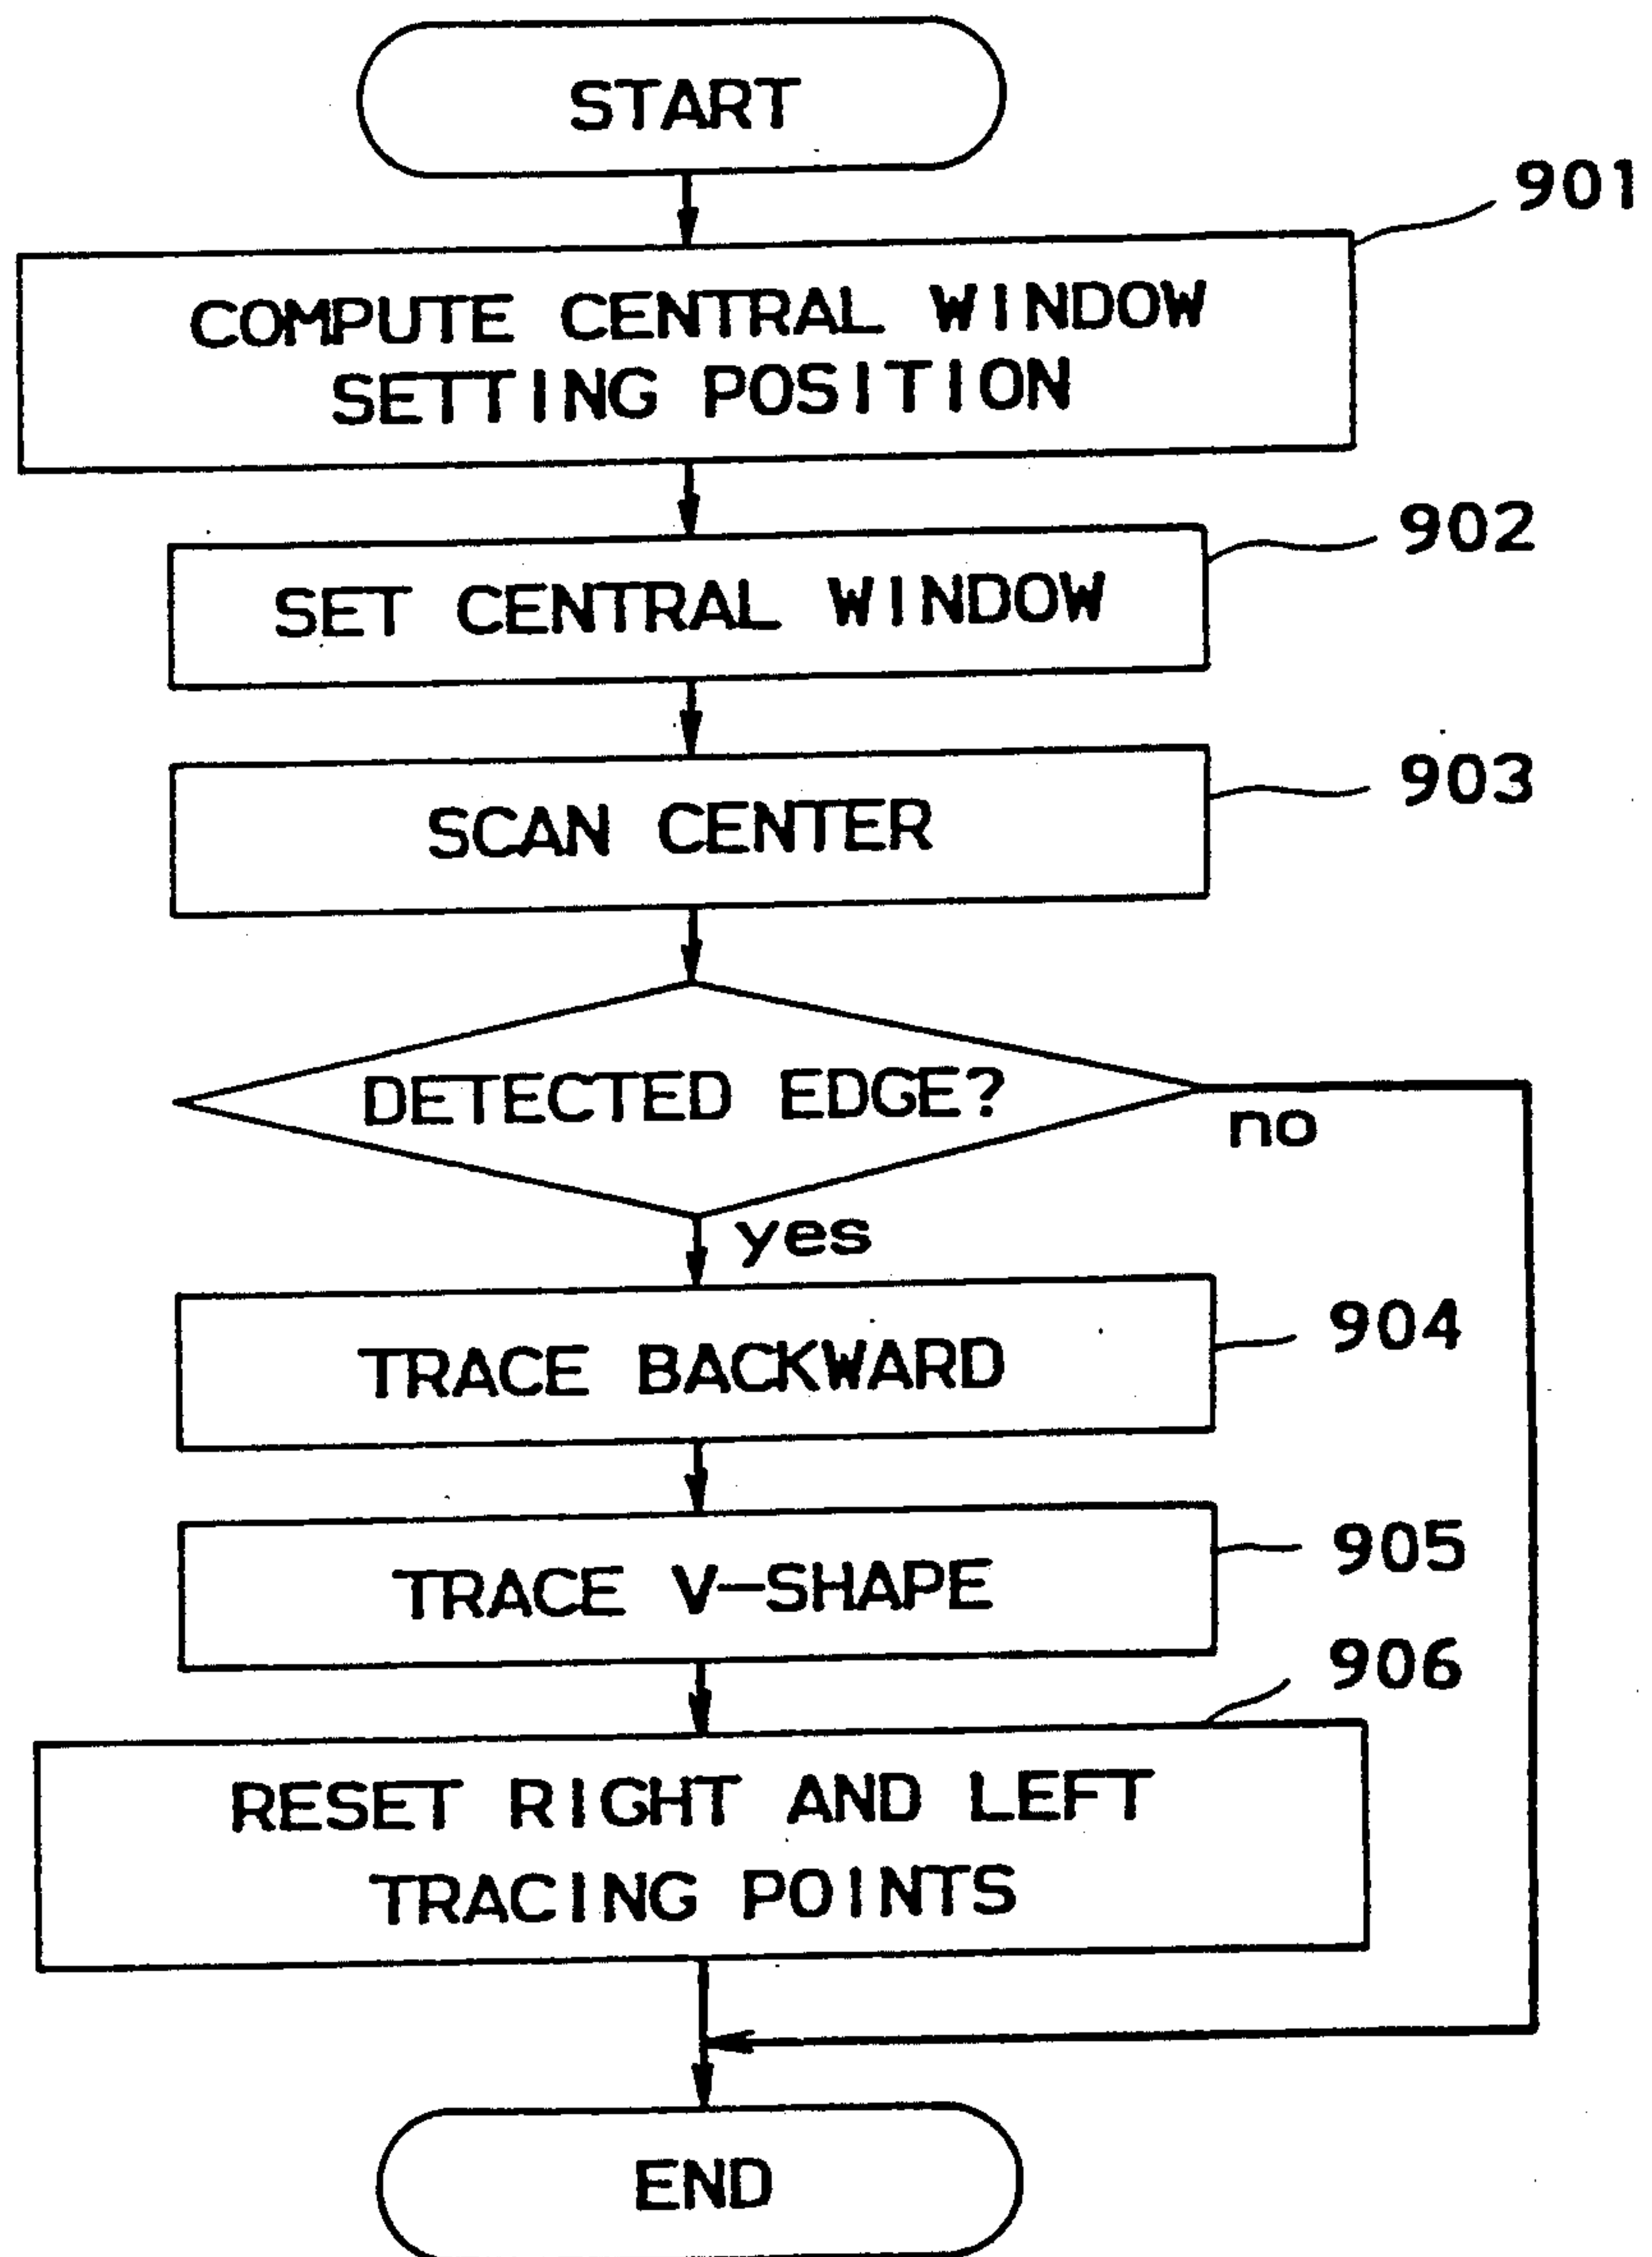 START
901
COMPUTE CENTRAL WINDOW
SETTING POSITION
902
SET CENTRAL WINDOW
903
SCAN CENTER
DETECTED EDGE?
no
yes
904
TRACE BACKWARD
905
TRACE V-SHAPE
906
RESET RIGHT AND LEFT
TRACING POINTS
END